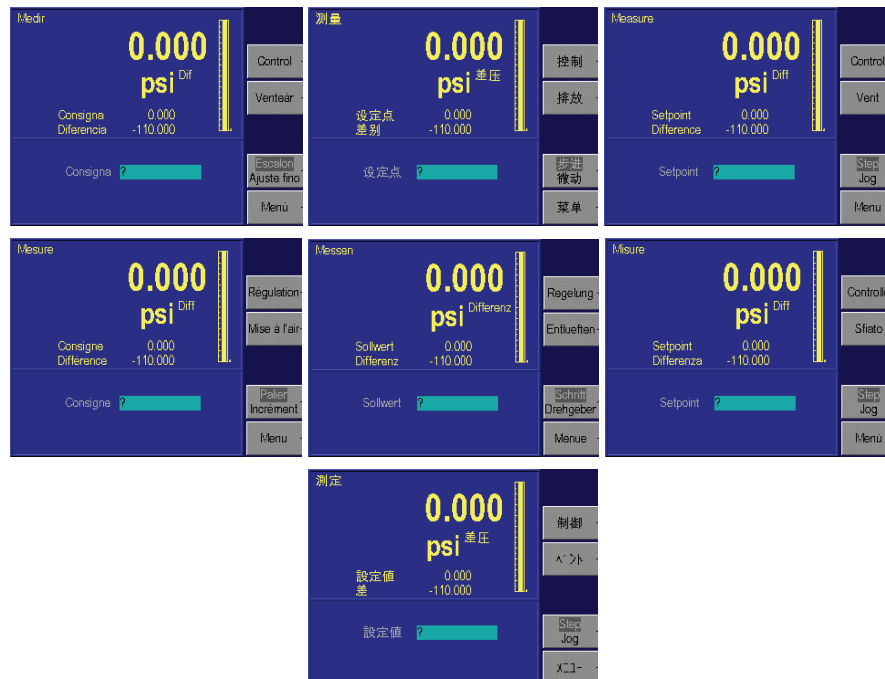 Medir
0.000
psi Dif
Consigna 0.000
Diferencia -110.000
Consigna ?
Control
Ventear
Escalon
Ajuste fino
Menú
测量
0.000
psi 差压
设定点 0.000
差别 -110.000
设定点 ?
控制
排放
步进
微动
菜单
Measure
0.000
psi Diff
Setpoint 0.000
Difference -110.000
Setpoint ?
Control
Vent
Step
Jog
Menu
Mesure
0.000
psi Diff
Consigne 0.000
Différence -110.000
Consigne ?
Régulation
Mise à l'air
Palier
Incrément
Menu
Messen
0.000
psi Differenz
Sollwert 0.000
Differenz -110.000
Sollwert ?
Regelung
Entlueften
Schritt
Drehgeber
Menue
Misure
0.000
psi Diff
Setpoint 0.000
Differenza -110.000
Setpoint ?
Controllo
Sfiato
Step
Jog
Menù
測定
0.000
psi 差圧
設定値 0.000
差 -110.000
設定値 ?
制御
ベント
Step
Jog
メニュー